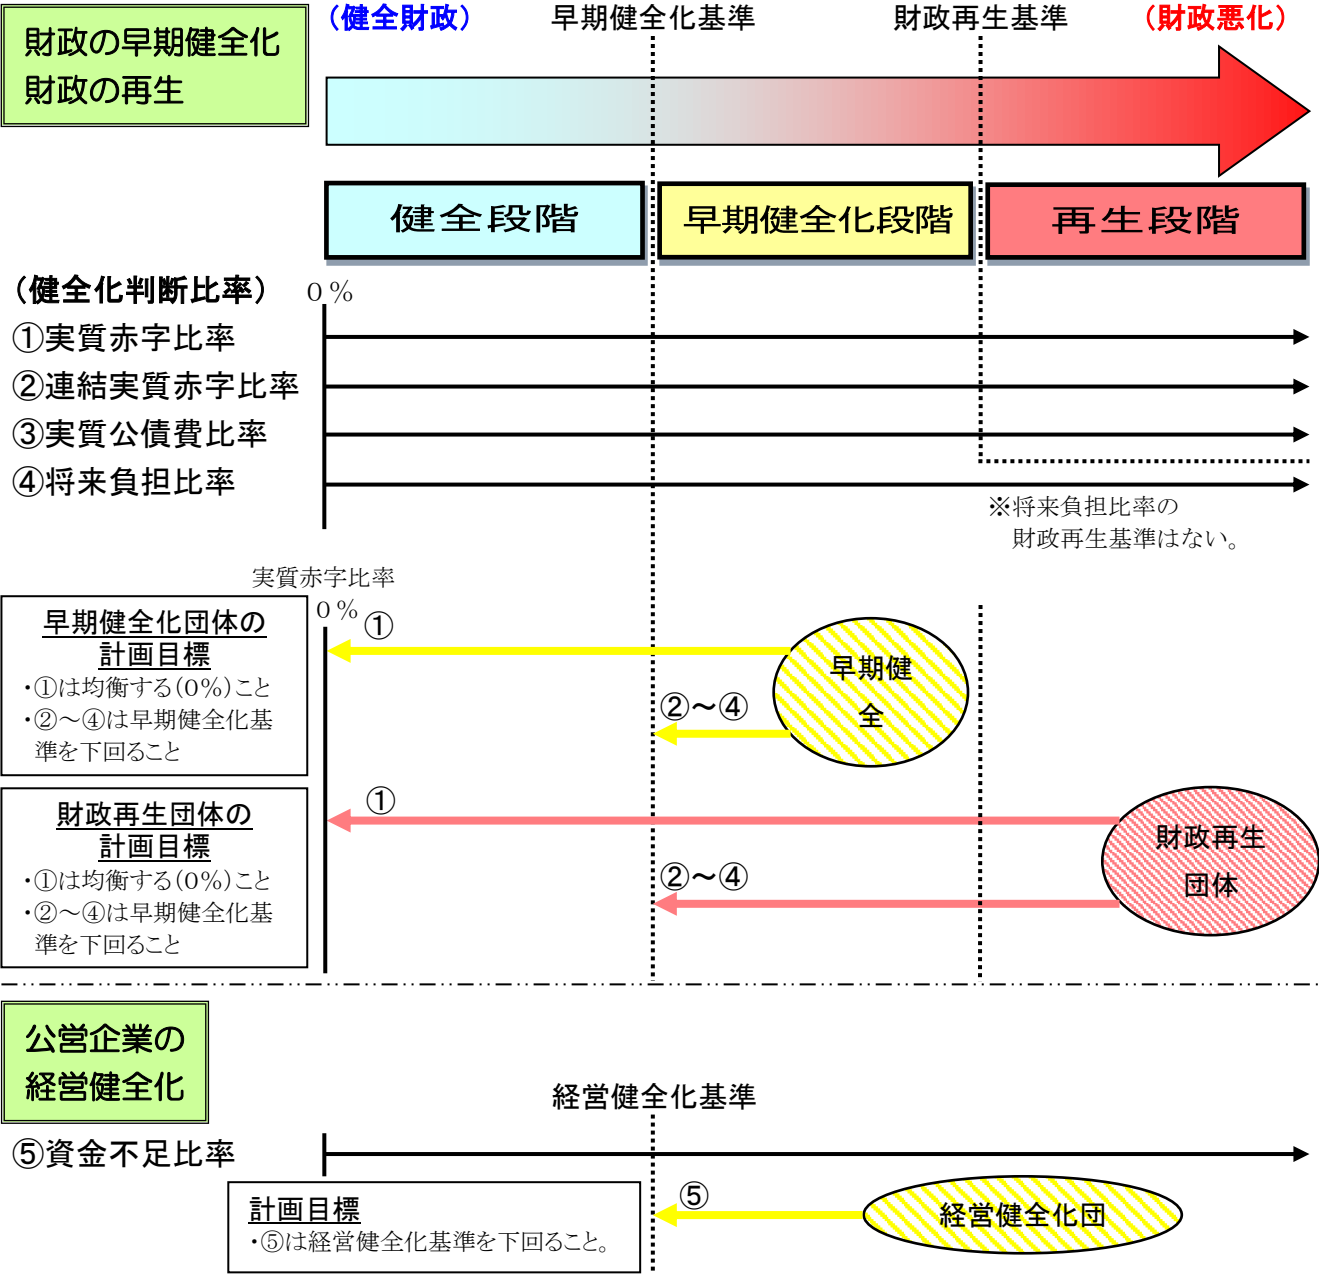 財政の早期健全化
財政の再生
（健全財政）
早期健全化基準
財政再生基準
（財政悪化）
健全段階
早期健全化段階
再生段階
（健全化判断比率）
０％
①実質赤字比率
②連結実質赤字比率
③実質公債費比率
④将来負担比率
※将来負担比率の
財政再生基準はない。
実質赤字比率
０％
早期健全化団体の
計画目標
・①は均衡する(０％)こと
・②～④は早期健全化基
準を下回ること
①
②～④
早期健
全
財政再生団体の
計画目標
・①は均衡する(０％)こと
・②～④は早期健全化基
準を下回ること
①
②～④
財政再生
団体
公営企業の
経営健全化
経営健全化基準
⑤資金不足比率
計画目標
・⑤は経営健全化基準を下回ること。
⑤
経営健全化団